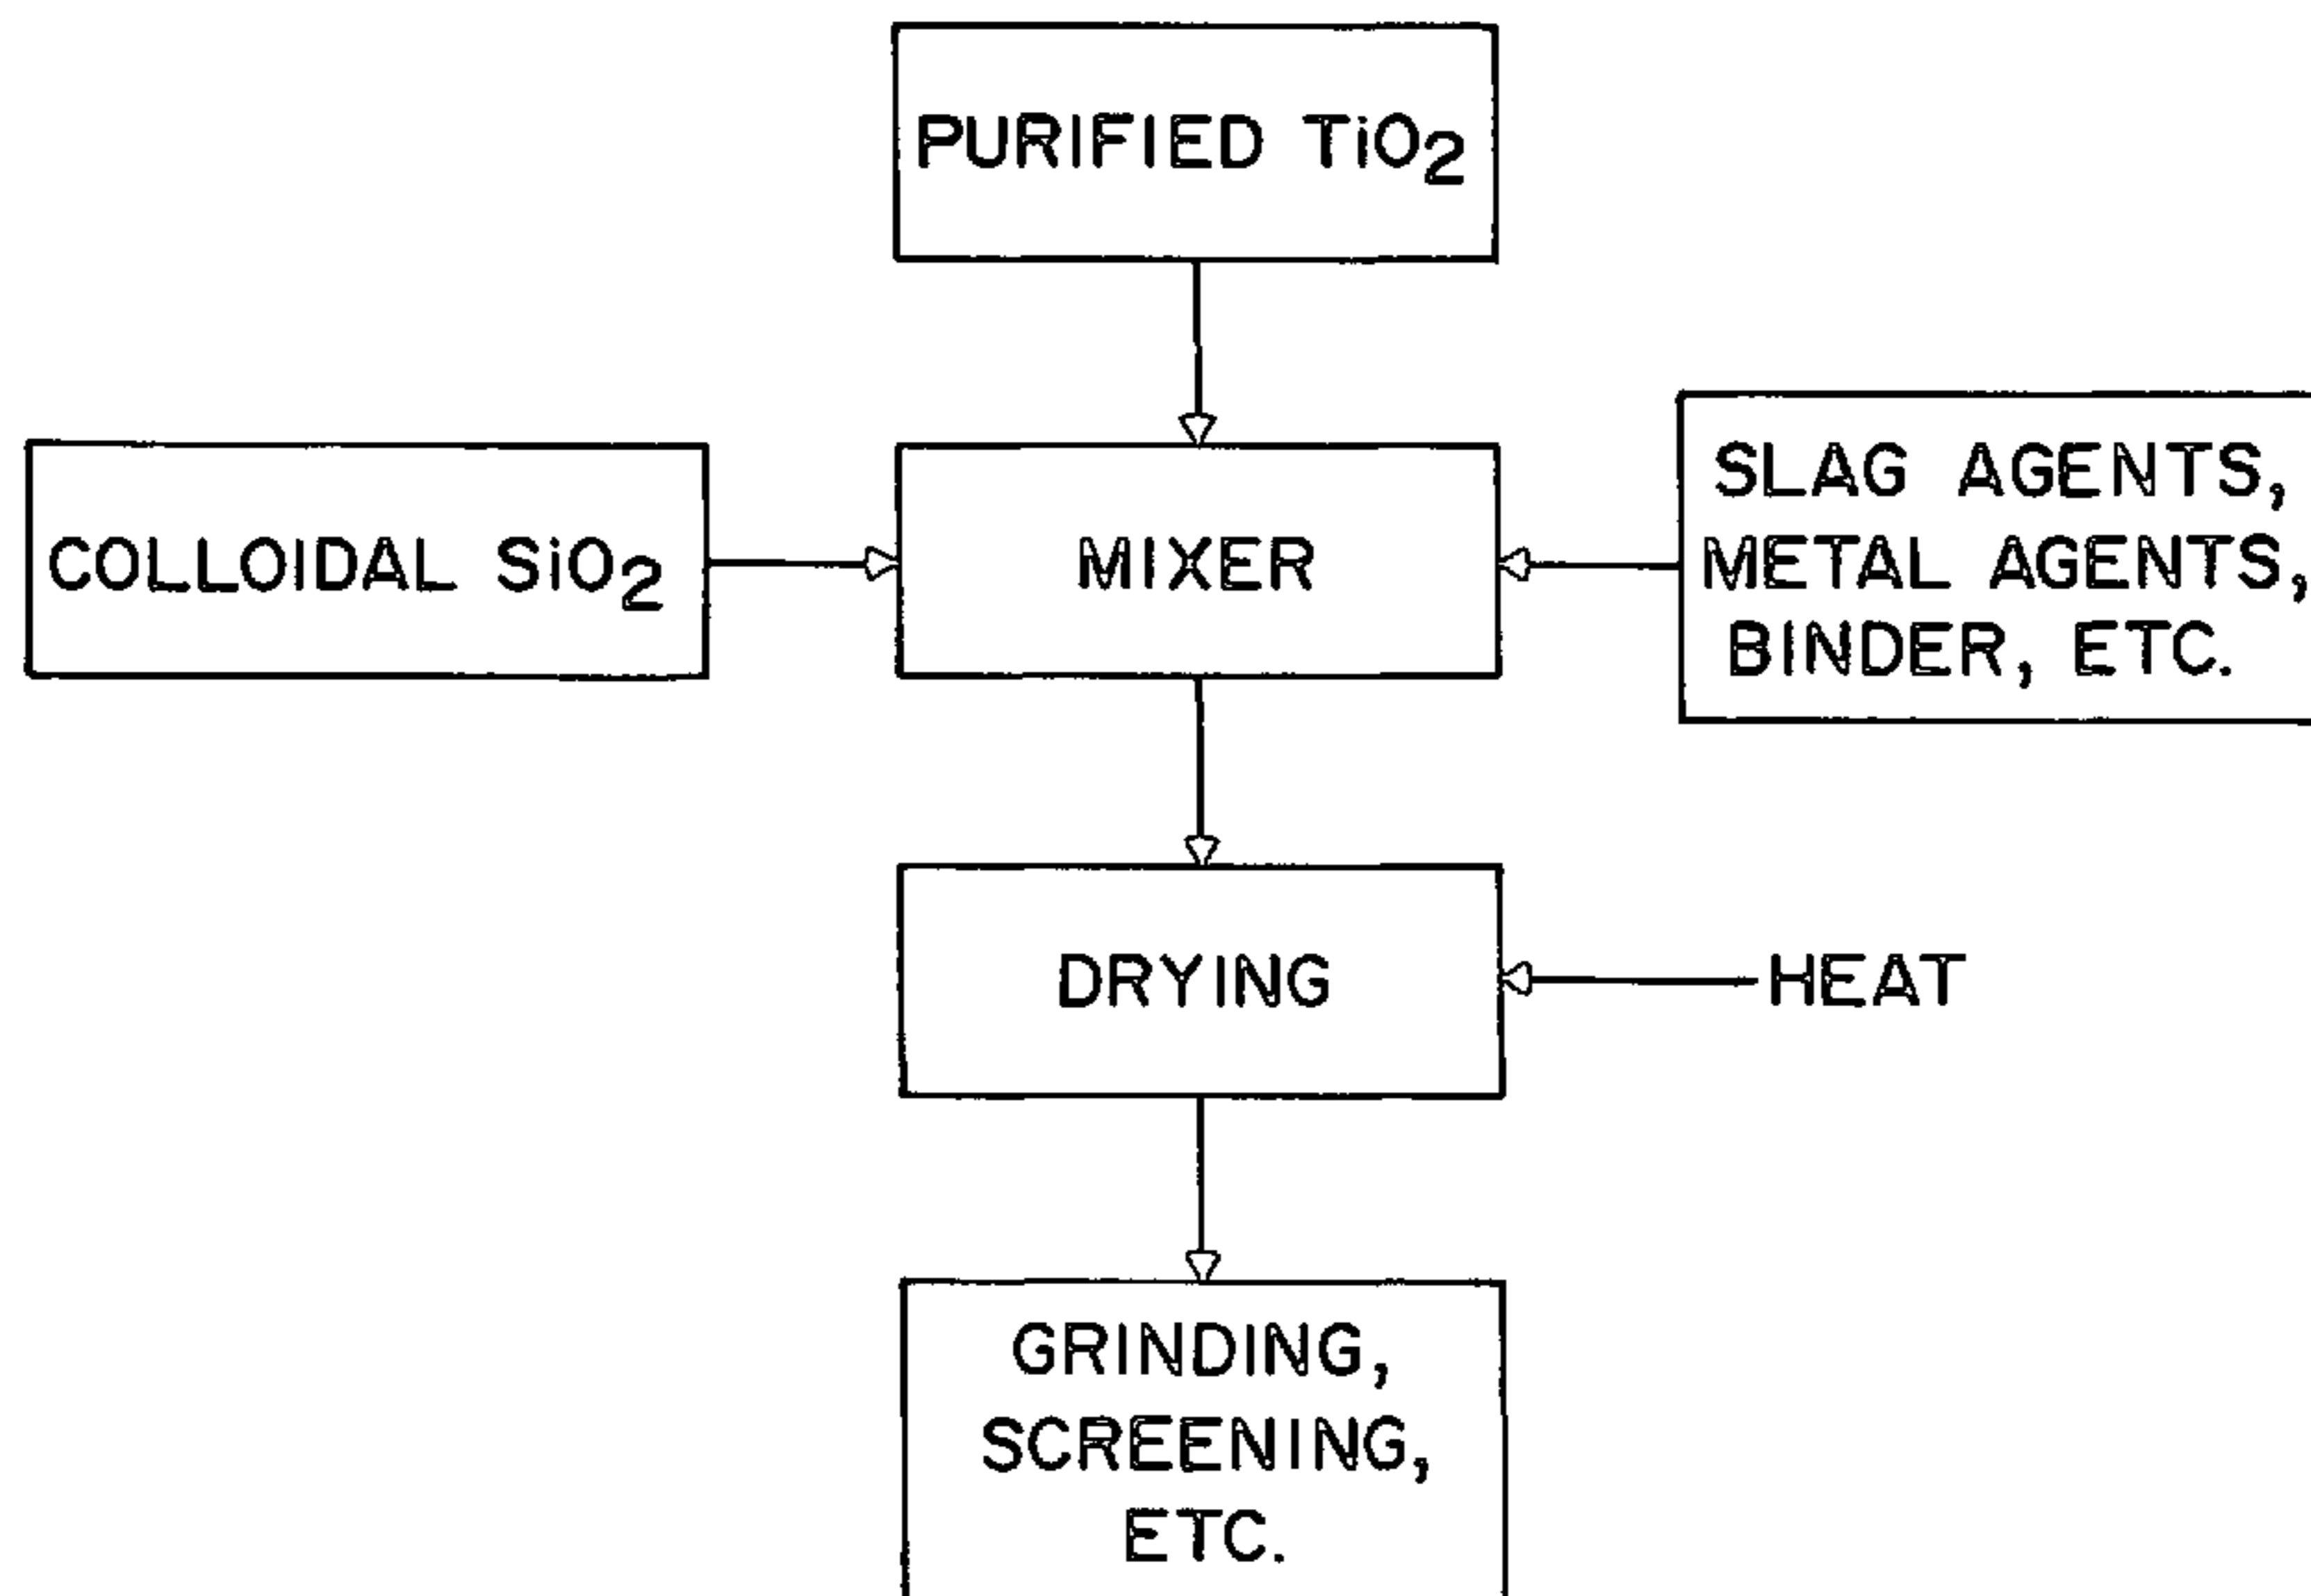 PURIFIED TiO2
COLLOIDAL SiO2
MIXER
SLAG AGENTS,
METAL AGENTS,
BINDER, ETC.
DRYING
HEAT
GRINDING,
SCREENING,
ETC.